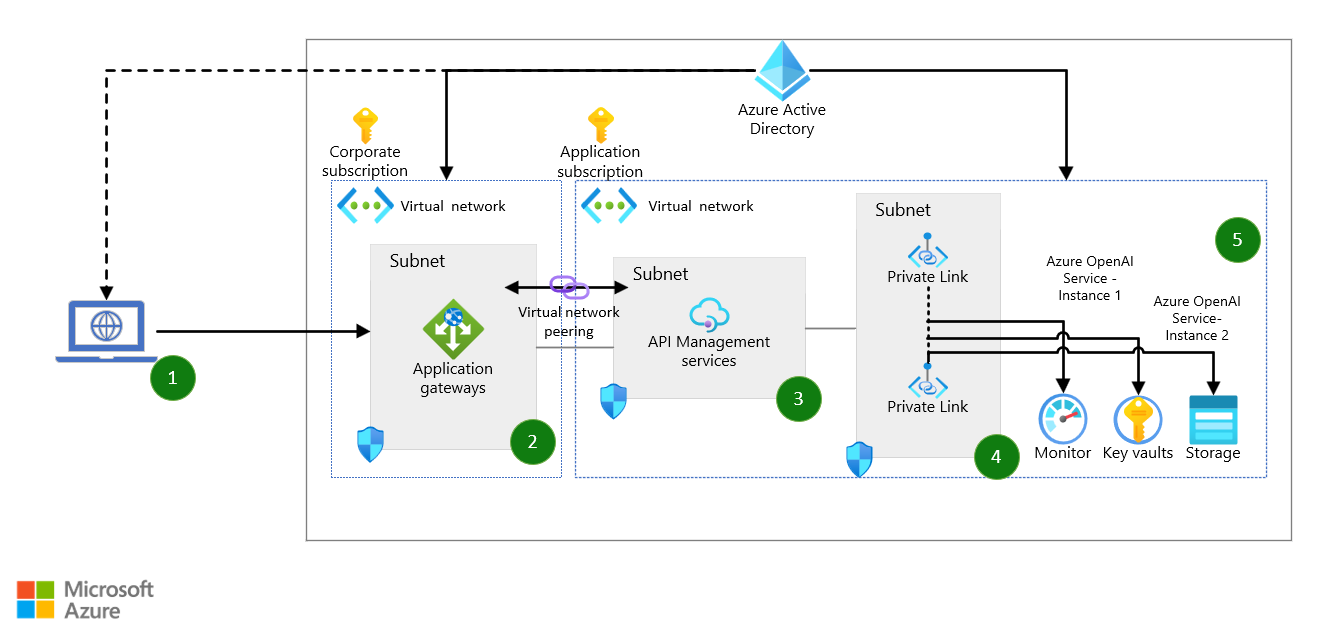 Azure Active
Directory
Corporate
subscription
Application
subscription
Virtual network
Virtual network
Subnet
Application
gateways
2
Virtual network
peering
Subnet
API Management
services
3
Subnet
Private Link
Private Link
4
5
Azure OpenAI
Service -
Instance 1
Azure OpenAI
Service-
Instance 2
Monitor
Key vaults
Storage
1
Microsoft
Azure